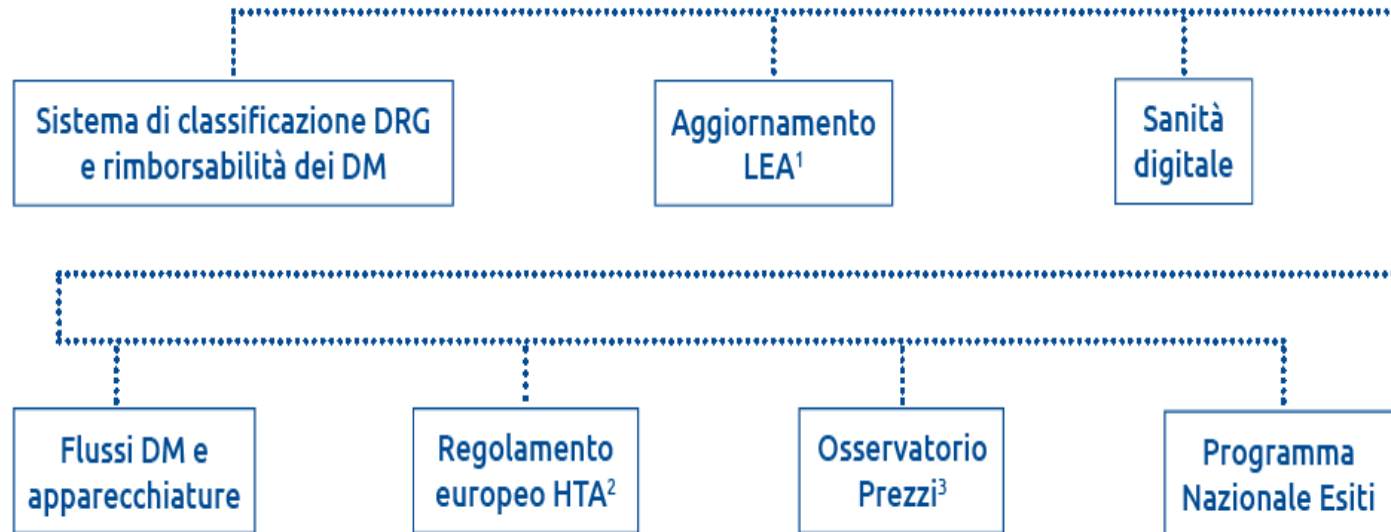 Sistema di classificazione DRG
e rimborsabilità dei DM
Aggiornamento
LEA¹
Sanità
digitale
Flussi DM e
apparecchiature
Regolamento
europeo HTA²
Osservatorio
Prezzi³
Programma
Nazionale Esiti